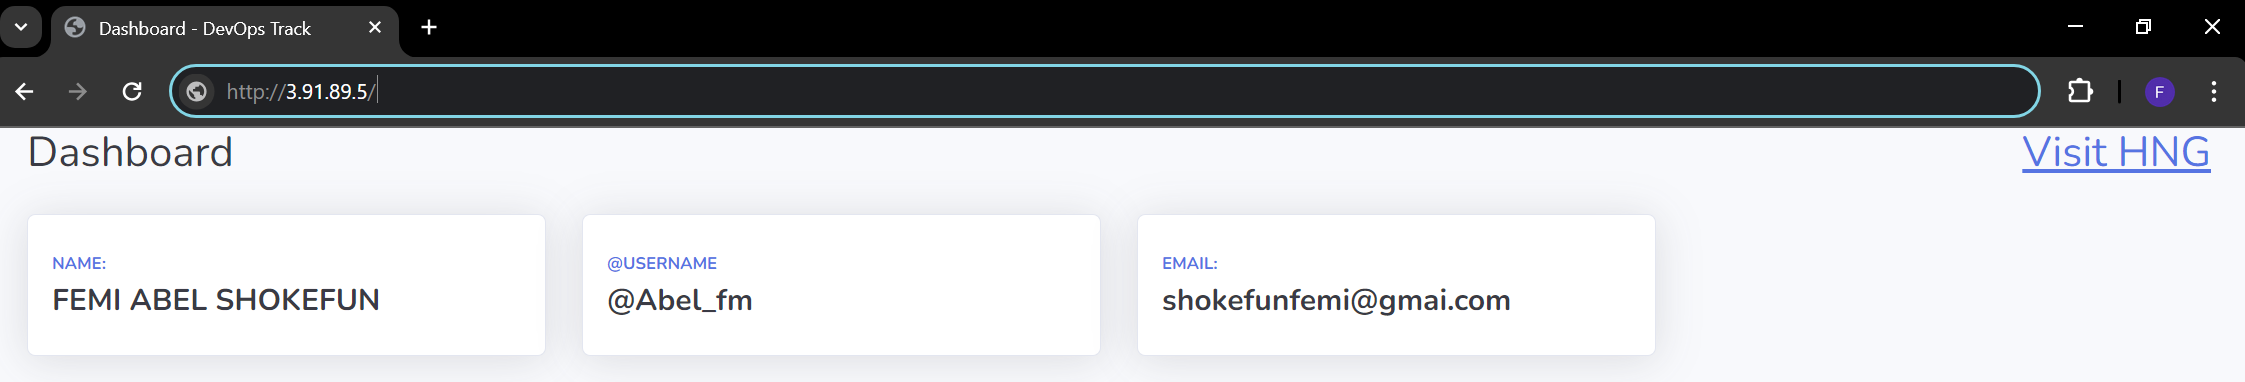 Dashboard - DevOps Track
http://3.91.89.5/
F
Dashboard
Visit HNG
NAME:
FEMI ABEL SHOKEFUN
@USERNAME
@Abel_fm
EMAIL:
shokefunfemi@gmai.com